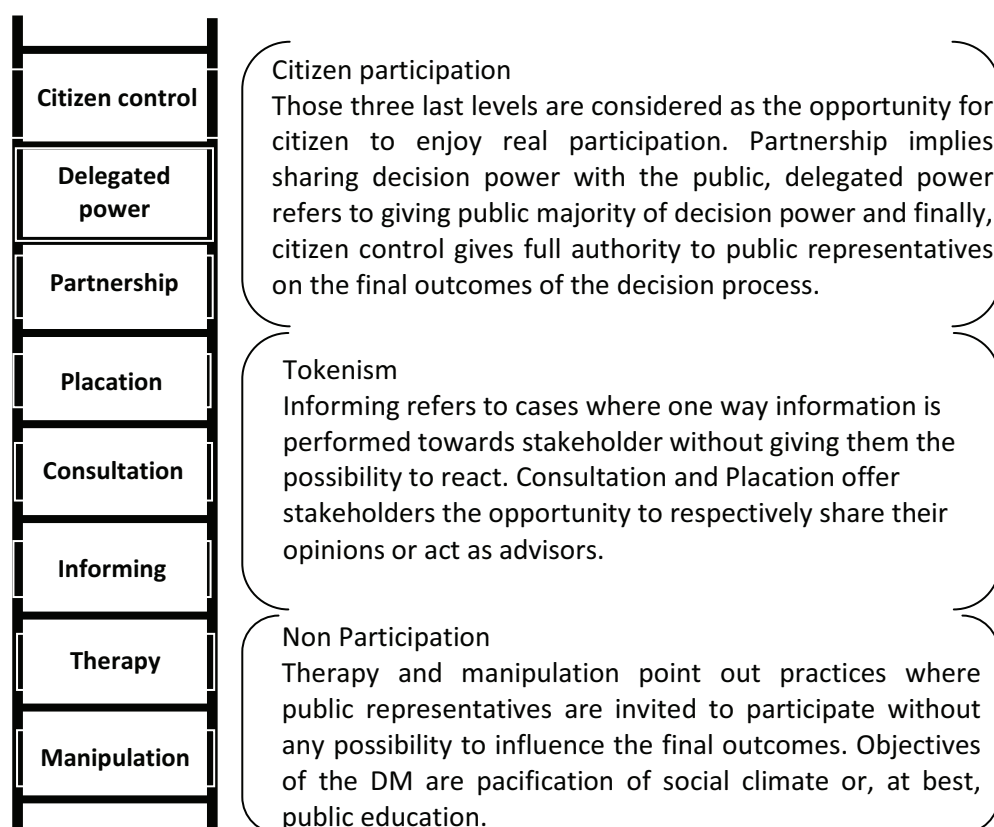 Citizen control
Delegated
power
Partnership
Placation
Consultation
Informing
Therapy
Manipulation
Citizen participation
Those three last levels are considered as the opportunity for
citizen to enjoy real participation. Partnership implies
sharing decision power with the public, delegated power
refers to giving public majority of decision power and finally,
citizen control gives full authority to public representatives
on the final outcomes of the decision process.
Tokenism
Informing refers to cases where one way information is
performed towards stakeholder without giving them the
possibility to react. Consultation and Placation offer
stakeholders the opportunity to respectively share their
opinions or act as advisors.
Non Participation
Therapy and manipulation point out practices where
public representatives are invited to participate without
any possibility to influence the final outcomes. Objectives
of the DM are pacification of social climate or, at best,
public education.